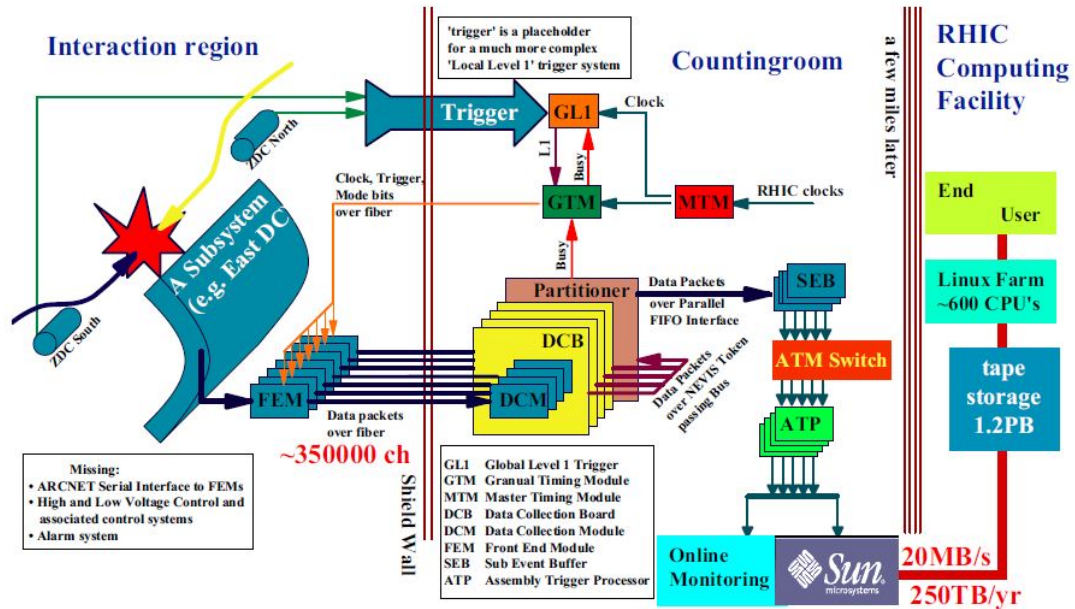 Interaction region
'trigger' is a placeholder
for a much more complex
'Local Level 1' trigger system
Countingroom
a few miles later
RHIC
Computing
Facility
Trigger
GL1
Clock
ZDC North
L1
Busy
Clock, Trigger,
Mode bits
over fiber
GTM
MTM
RHIC clocks
End
User
A Subsystem
(e.g. East DC)
Busy
Partitioner
Data Packets
over Parallel
FIFO Interface
SEB
Linux Farm
~600 CPU's
ZDC South
DCB
ATM Switch
FEM
DCM
Data Packets
over NEVIS Token
passing Bus
tape
storage
1.2PB
Data packets
over fiber
ATP
~350000 ch
Missing:
• ARCNET Serial Interface to FEMs
• High and Low Voltage Control and
associated control systems
• Alarm system
Shield Wall
GL1 Global Level 1 Trigger
GTM Granual Timing Module
MTM Master Timing Module
DCB Data Collection Board
DCM Data Collection Module
FEM Front End Module
SEB Sub Event Buffer
ATP Assembly Trigger Processor
Online
Monitoring
Sun
microsystems
20MB/s
250TB/yr